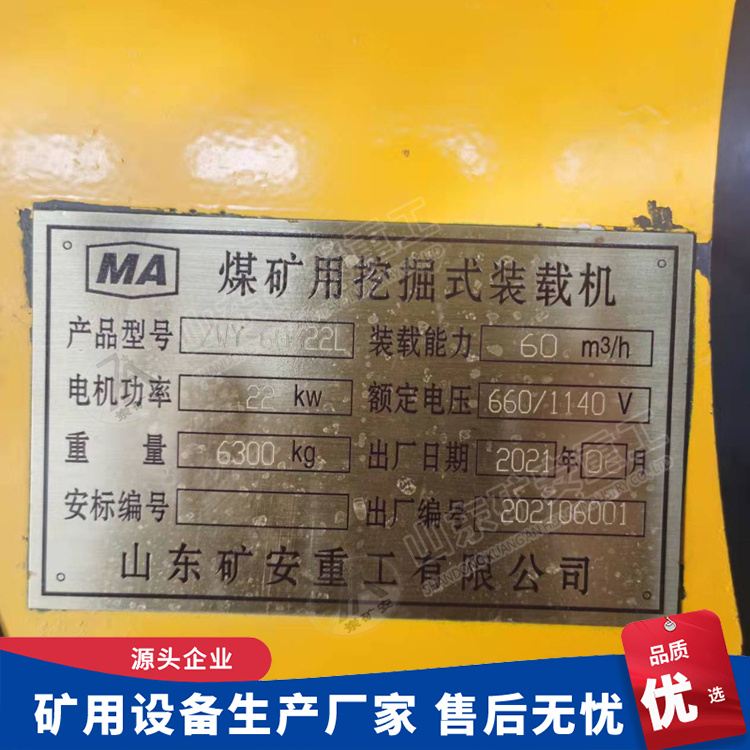 MA 煤矿用挖掘式装载机
产品型号 ZWY-60/22L 装载能力 60 m³/h
电机功率 22 kw 额定电压 660/1140 V
重量 6300 kg 出厂日期 2021年 月
安标编号 出厂编号 202106001
山东矿安重工有限公司
源头企业
矿用设备生产厂家 售后无忧
品质
优选